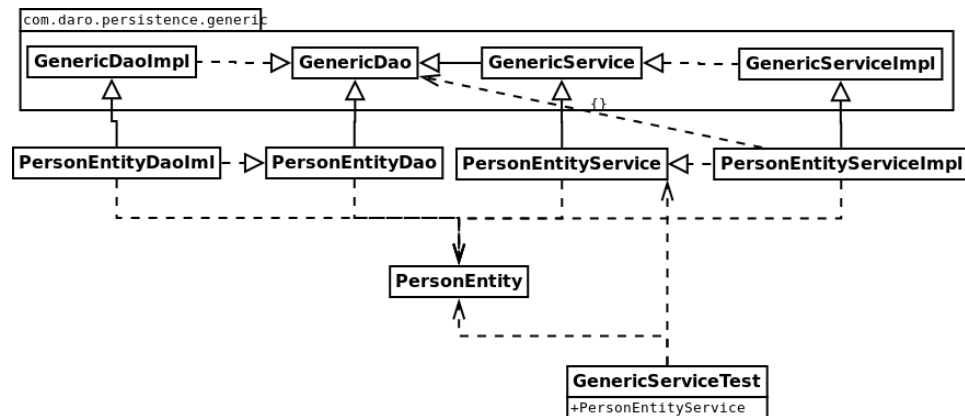 com.daro.persistence.generic
GenericDaoImpl
GenericDao
GenericService
GenericServiceImpl
{}
PersonEntityDaoIml
PersonEntityDao
PersonEntityService
PersonEntityServiceImpl
PersonEntity
GenericServiceTest
+PersonEntityService